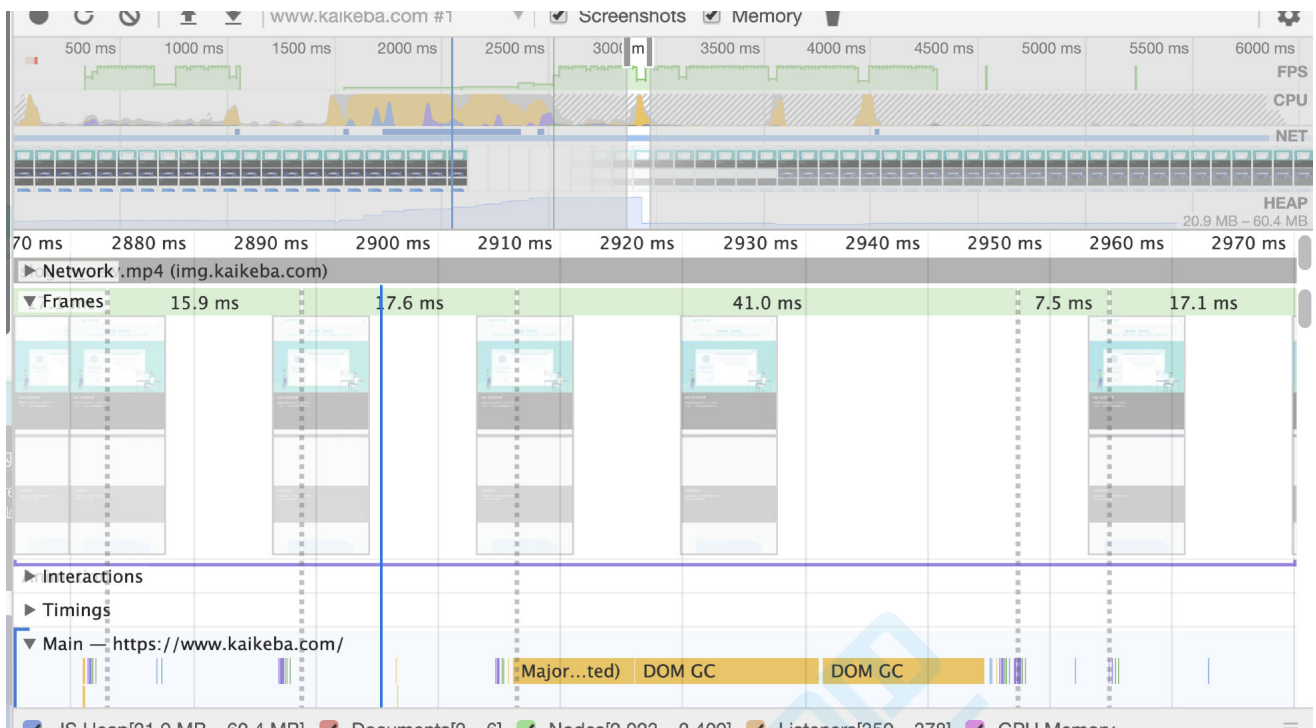 www.kaikeba.com #1 Screenshots Memory
500 ms 1000 ms 1500 ms 2000 ms 2500 ms 3000 m 3500 ms 4000 ms 4500 ms 5000 ms 5500 ms 6000 ms
FPS
CPU
NET
HEAP
20.9 MB – 60.4 MB
70 ms 2880 ms 2890 ms 2900 ms 2910 ms 2920 ms 2930 ms 2940 ms 2950 ms 2960 ms 2970 ms
Network .mp4 (img.kaikeba.com)
Frames 15.9 ms 17.6 ms 41.0 ms 7.5 ms 17.1 ms
Interactions
Timings
Main — https://www.kaikeba.com/
Major…ted) DOM GC DOM GC